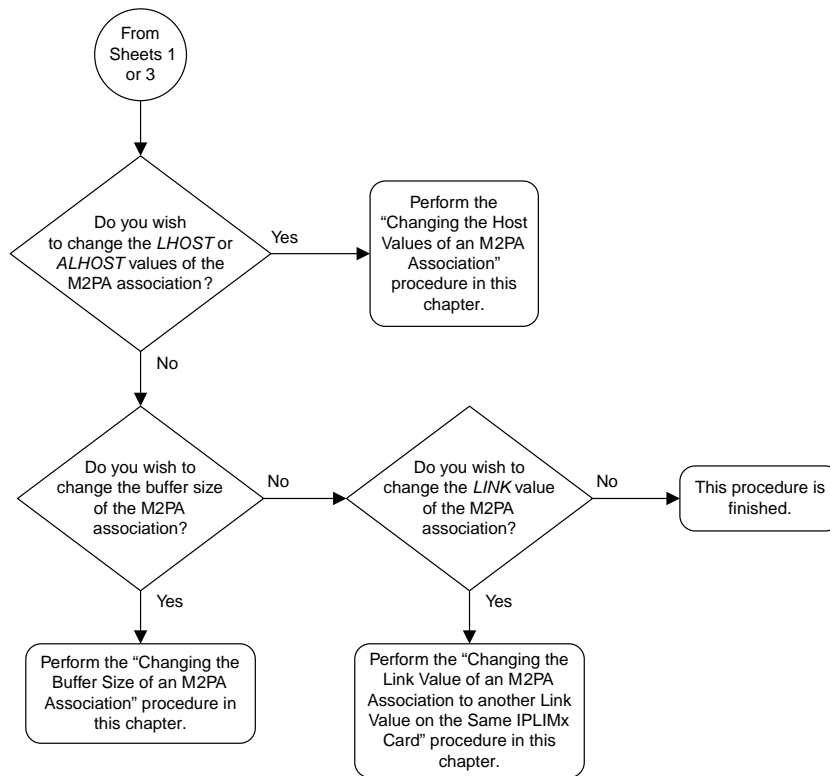 From
Sheets 1
or 3
Do you wish
to change the LHOST or
ALHOST values of the
M2PA association?
Yes
Perform the
“Changing the Host
Values of an M2PA
Association”
procedure in this
chapter.
No
Do you wish to
change the buffer size
of the M2PA
association?
No
Do you wish to
change the LINK value
of the M2PA
association?
No
This procedure is
finished.
Yes
Perform the “Changing the
Buffer Size of an M2PA
Association” procedure in
this chapter.
Yes
Perform the “Changing the
Link Value of an M2PA
Association to another Link
Value on the Same IPLIMx
Card” procedure in this
chapter.